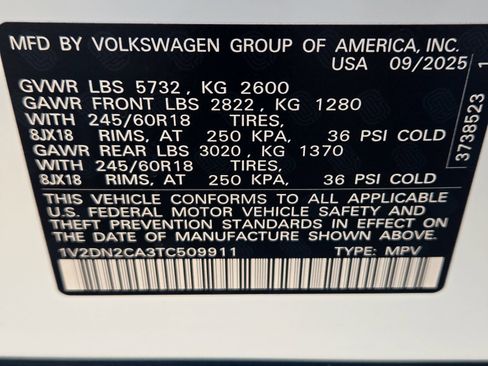 MFD BY VOLKSWAGEN GROUP OF AMERICA, INC.
USA 09/2025
GVWR LBS 5732, KG 2600
GAWR FRONT LBS 2822, KG 1280
WITH 245/60R18 TIRES,
8JX18 RIMS, AT 250 KPA, 36 PSI COLD
GAWR REAR LBS 3020, KG 1370
WITH 245/60R18 TIRES,
8JX18 RIMS, AT 250 KPA, 36 PSI COLD
THIS VEHICLE CONFORMS TO ALL APPLICABLE
U.S. FEDERAL MOTOR VEHICLE SAFETY AND
THEFT PREVENTION STANDARDS IN EFFECT ON
THE DATE OF MANUFACTURE SHOWN ABOVE.
1V2DN2CA3TC509911 TYPE: MPV
3738523 1